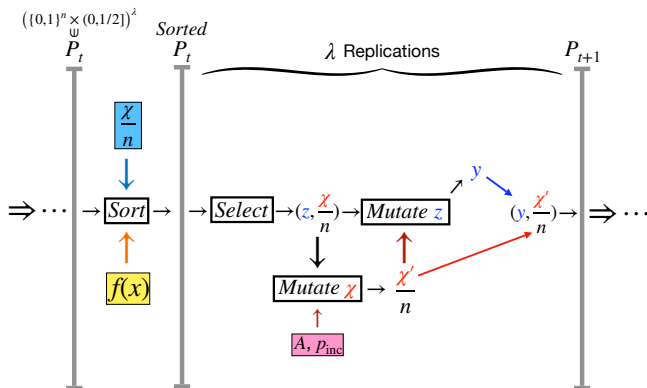 ({0,1}ⁿ × (0,1/2])^λ
⋓
P_t
Sorted
P_t
λ Replications
P_{t+1}
χ/n
⇒ ⋯ → Sort → → Select → (z, χ/n) → Mutate z
y
(y, χ′/n) → ⇒ ⋯
f(x)
Mutate χ → χ′/n
A, p_inc